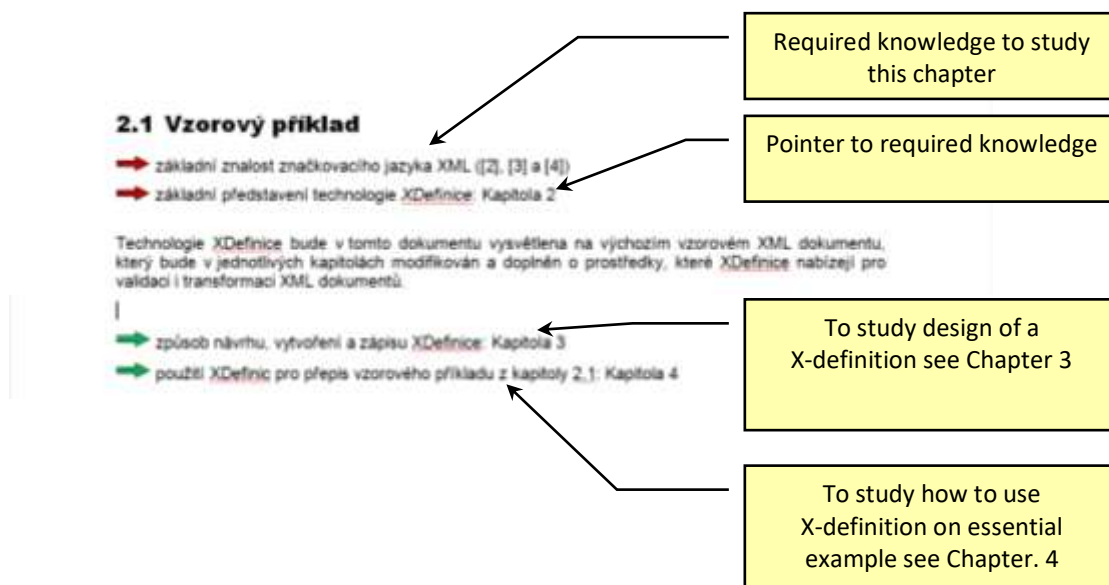 Required knowledge to study
this chapter
2.1 Vzorový příklad
Pointer to required knowledge
základní znalost značkovacího jazyka XML ([2], [3] a [4])
základní představení technologie XDefinice: Kapitola 2
Technologie XDefinice bude v tomto dokumentu vysvětlena na výchozím vzorovém XML dokumentu,
který bude v jednotlivých kapitolách modifikován a doplněn o prostředky, které XDefinice nabízejí pro
validaci i transformaci XML dokumentů.
To study design of a
X-definition see Chapter 3
způsob návrhu, vytvoření a zápisu XDefinice: Kapitola 3
použití XDefinic pro přepis vzorového příkladu z kapitoly 2.1: Kapitola 4
To study how to use
X-definition on essential
example see Chapter. 4